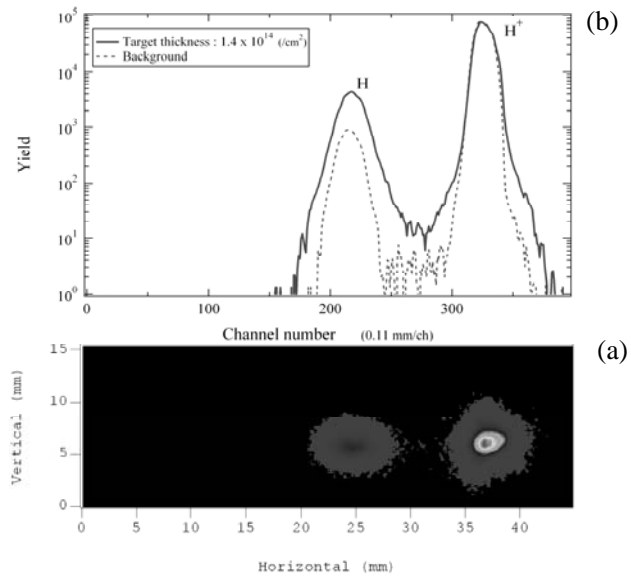 (b)
10^5
10^4
10^3
10^2
10^1
10^0
Yield
Target thickness : 1.4 x 10^14 (/cm^2)
Background
H
H^+
0
100
200
300
Channel number (0.11 mm/ch)
(a)
15
10
5
0
Vertical (mm)
0 5 10 15 20 25 30 35 40
Horizontal (mm)